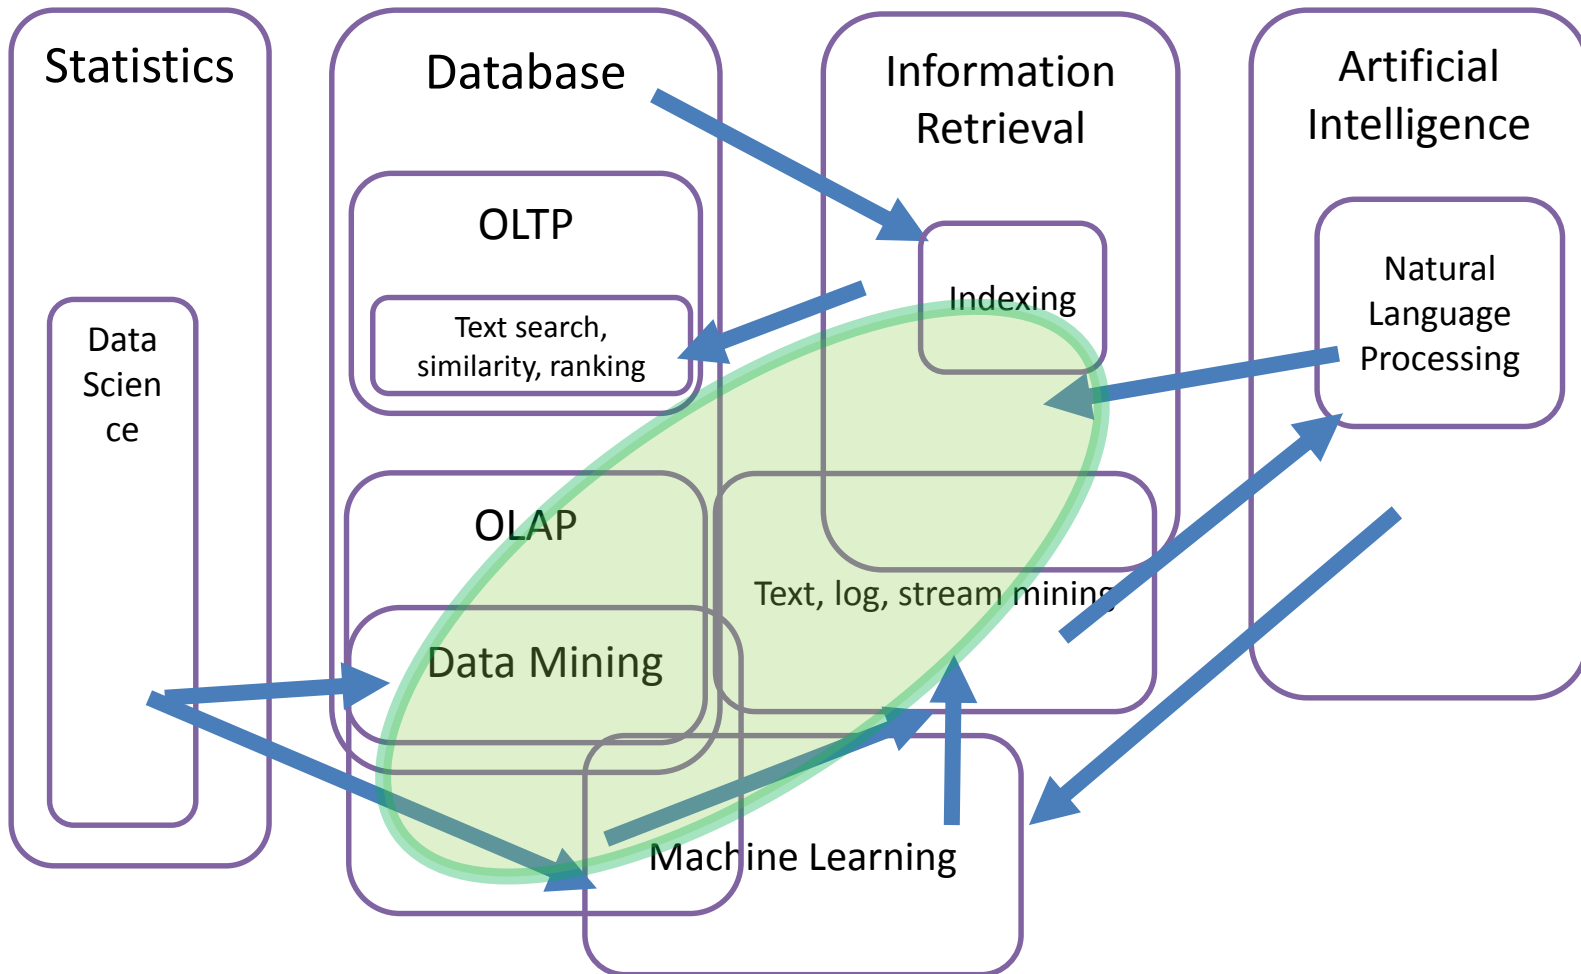 Statistics
Data
Scien
ce
Database
OLTP
Text search,
similarity, ranking
OLAP
Data Mining
Information
Retrieval
Indexing
Text, log, stream mining
Machine Learning
Artificial
Intelligence
Natural
Language
Processing